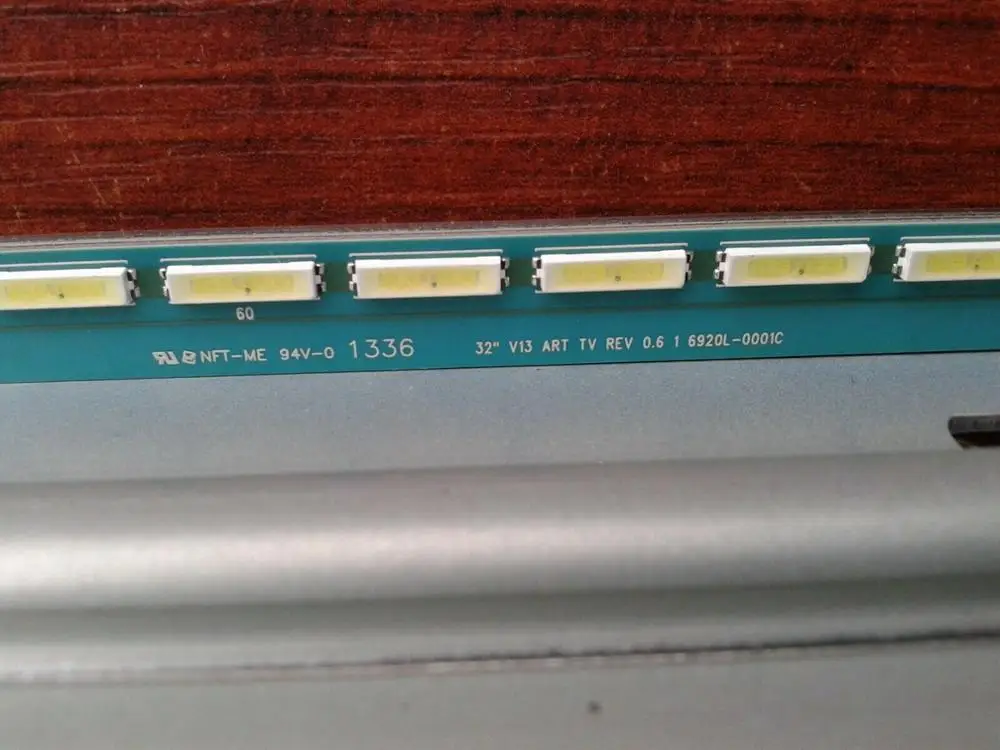 60
NFT-ME 94V-0 1336 32" V13 ART TV REV 0.6 1 6920L-0001C